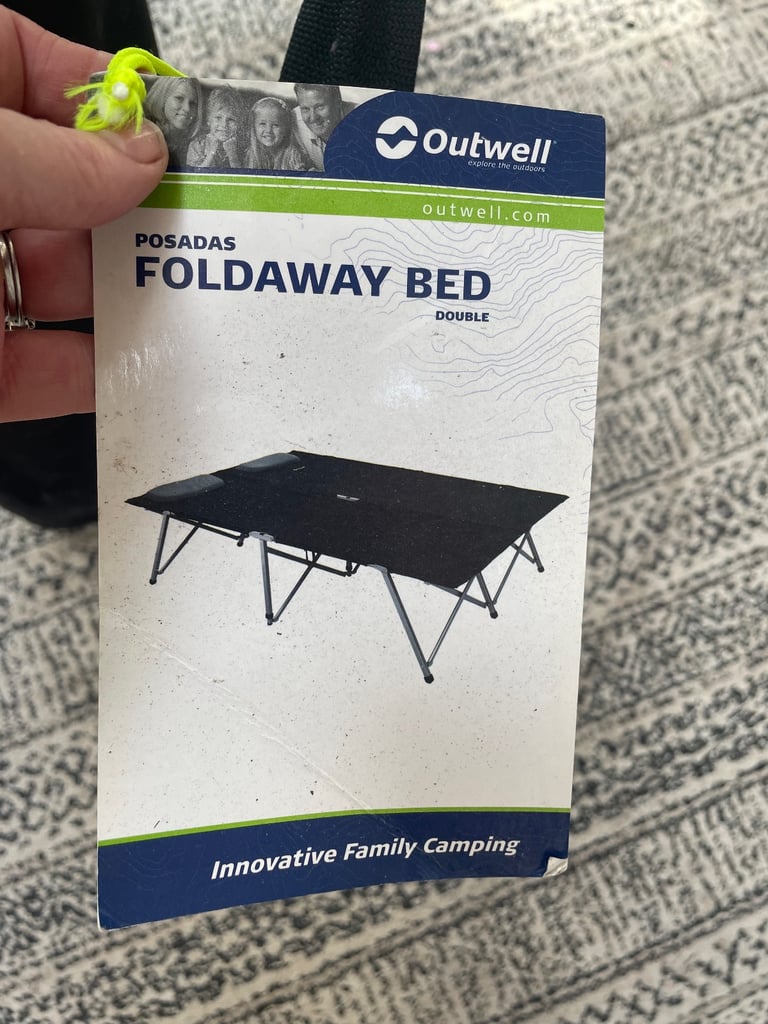 Outwell
explore the outdoors
outwell.com
POSADAS
FOLDAWAY BED
DOUBLE
Innovative Family Camping